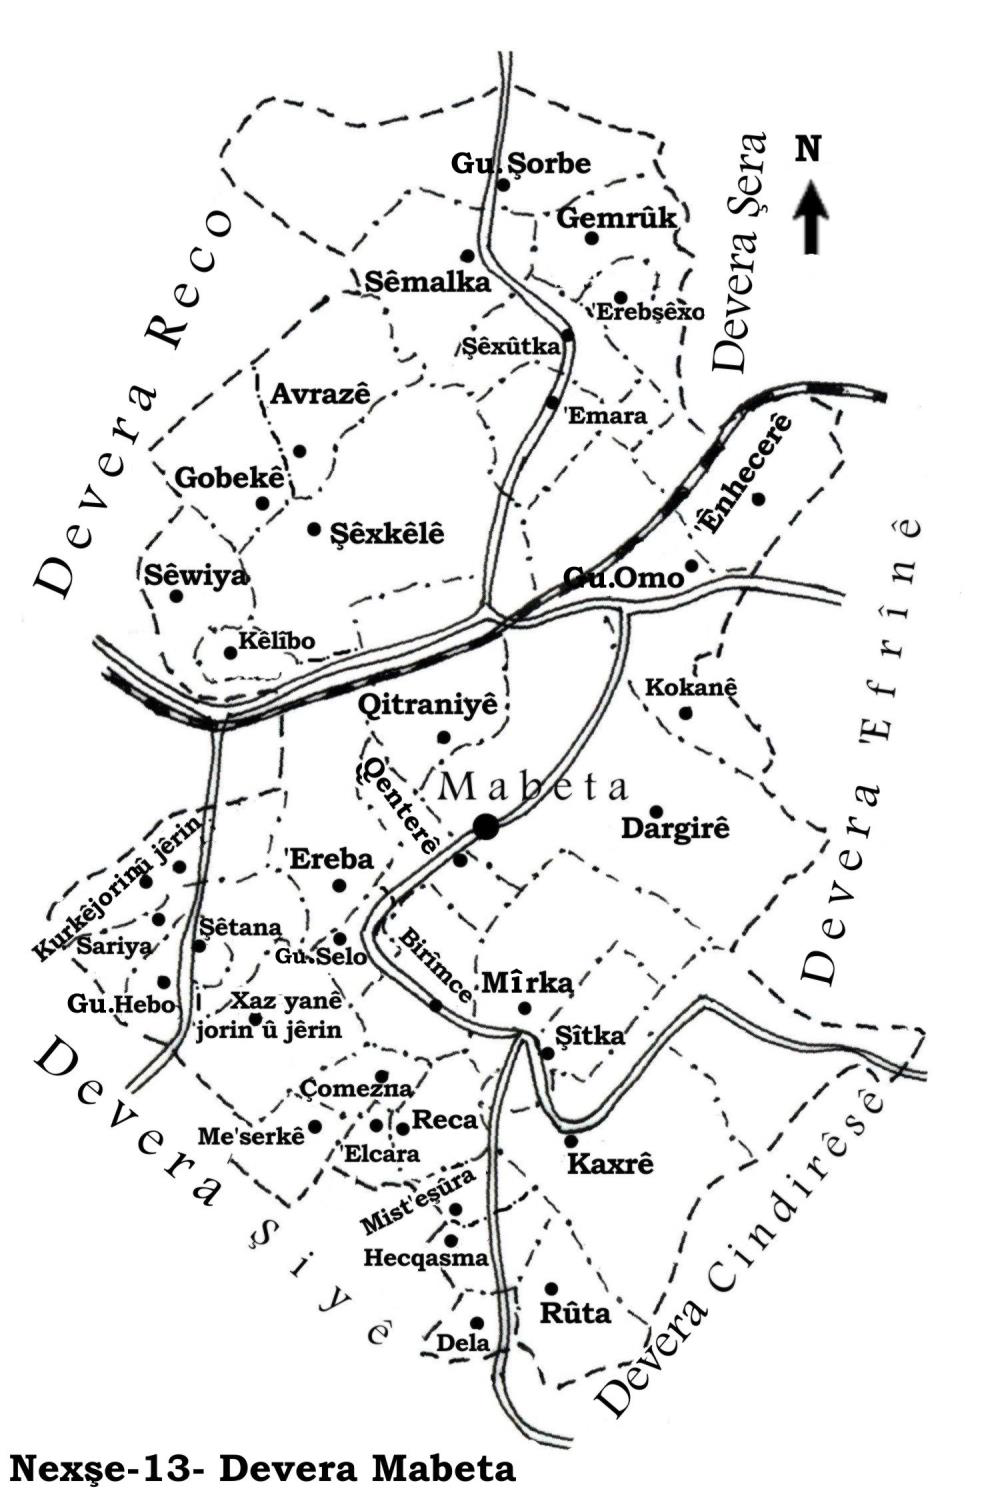 N
Gu.Şorbe
Gemrûk
Sêmalka
'Erebşêxo
Şêxûtka
'Emara
Avrazê
Gobekê
Şêxkêlê
'Ênhecerê
Sêwiya
Gu.Omo
Kêlîbo
Kokanê
Qitraniyê
Qenterê
Mabeta
Dargirê
Kurkêjorinû jêrin
'Ereba
Sariya
Şêtana
Gu.Selo
Birîmce
Mîrka
Gu.Hebo
Xaz yanê
jorin û jêrin
Şîtka
Çomezna
Me'serkê
'Elcara
Reca
Kaxrê
Mist'eşûra
Hecqasma
Rûta
Dela
Devera Reco
Devera Şera
Devera 'Efrînê
Devera Şiyê
Devera Cindirêsê
Nexşe-13- Devera Mabeta